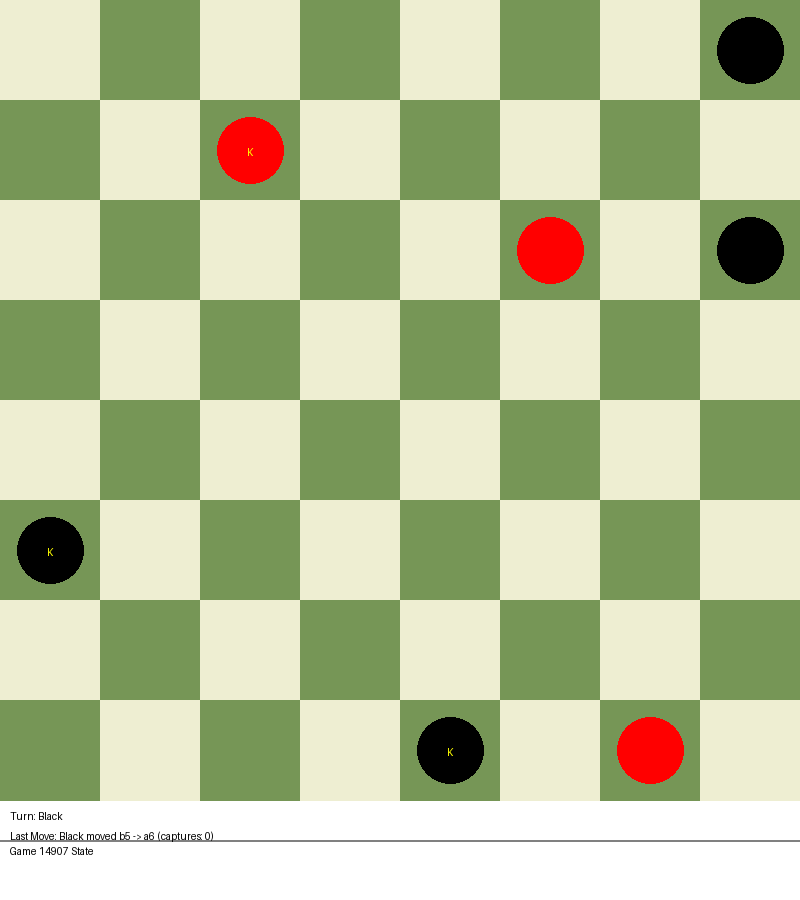 K
K
K
Turn: Black
Last Move: Black moved b5 -> a6 (captures: 0)
Game 14907 State